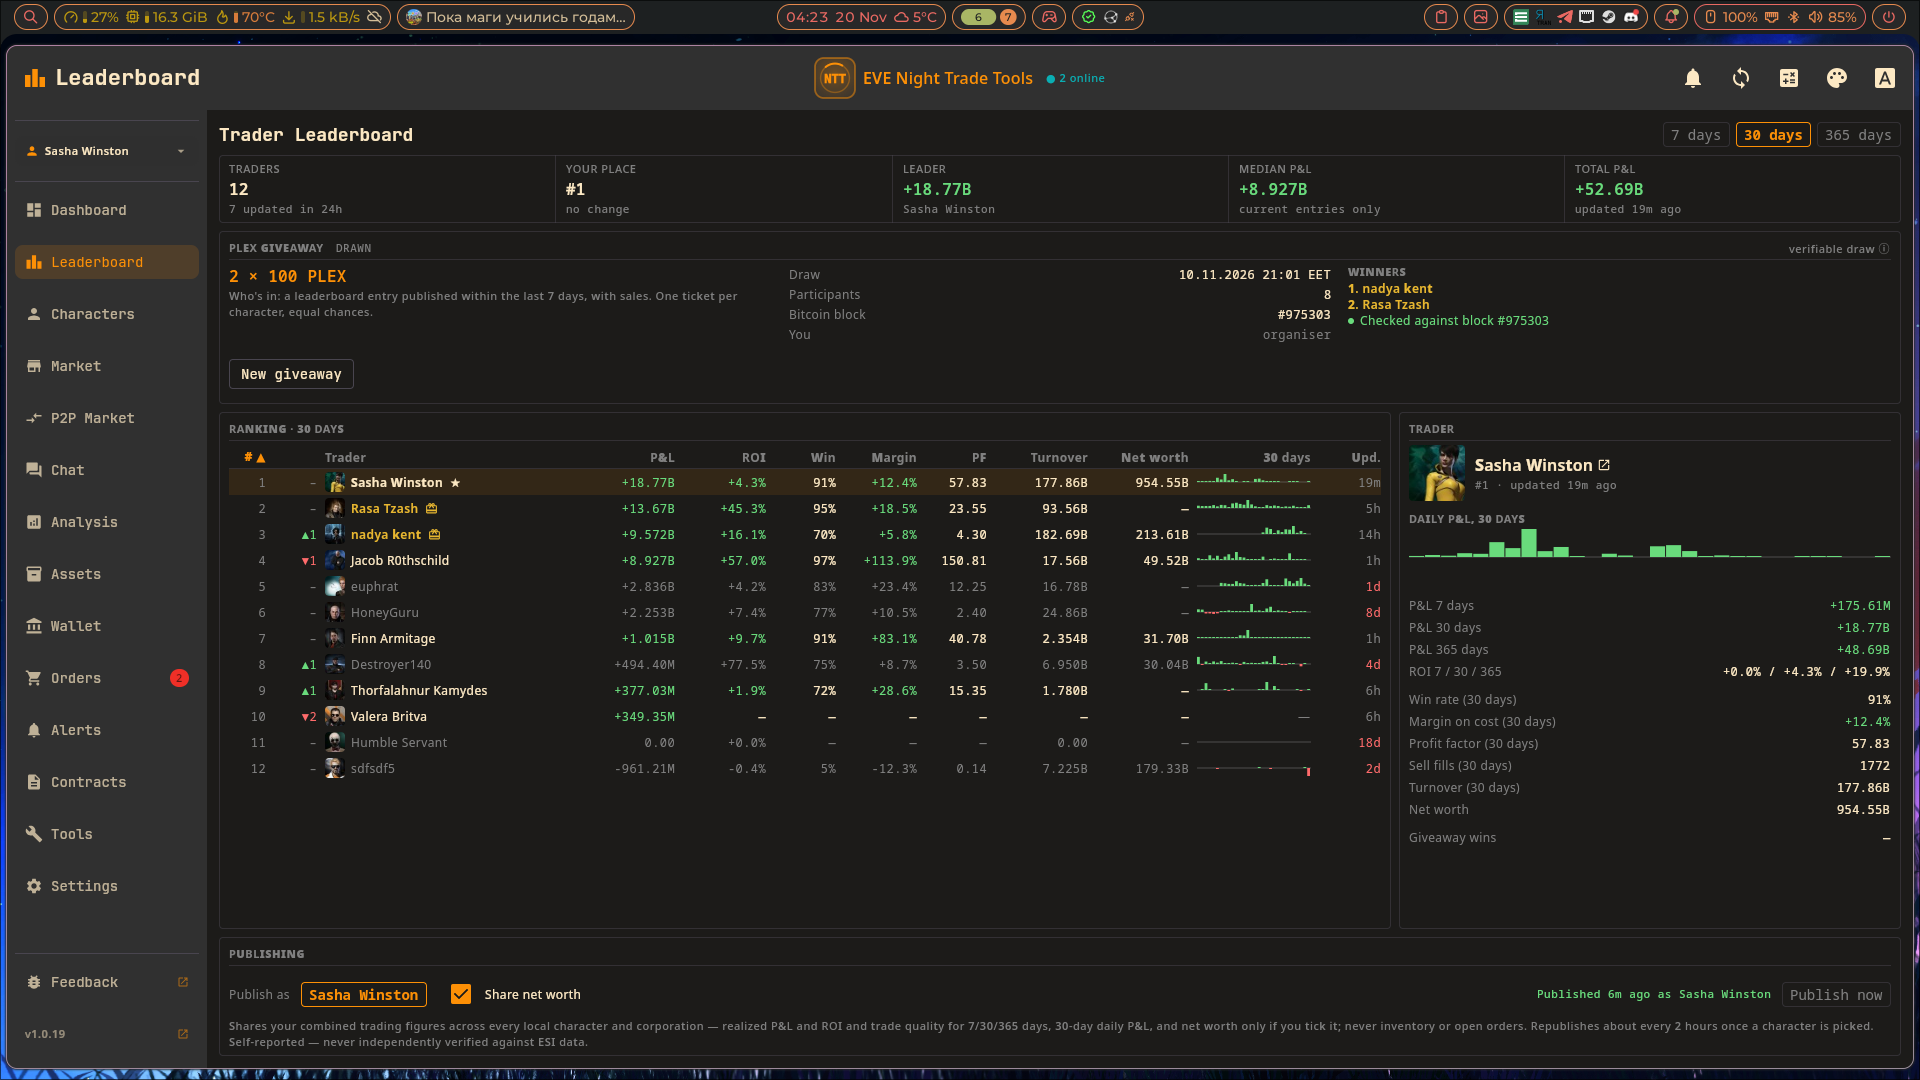 27% 16.3 GiB 70°C 1.5 kB/s Пока маги учились годам... 04:23 20 Nov 5°C 6 7 100% 85%
Leaderboard
NTT EVE Night Trade Tools 2 online
A
Sasha Winston
Dashboard
Leaderboard
Characters
Market
P2P Market
Chat
Analysis
Assets
Wallet
Orders 2
Alerts
Contracts
Tools
Settings
Feedback
v1.0.19
Trader Leaderboard 7 days 30 days 365 days
TRADERS YOUR PLACE LEADER MEDIAN P&L TOTAL P&L
12 #1 +18.77B +8.927B +52.69B
7 updated in 24h no change Sasha Winston current entries only updated 19m ago
PLEX GIVEAWAY DRAWN verifiable draw
2 × 100 PLEX
Who's in: a leaderboard entry published within the last 7 days, with sales. One ticket per
character, equal chances.
Draw 10.11.2026 21:01 EET
Participants 8
Bitcoin block #975303
You organiser
WINNERS
1. nadya kent
2. Rasa Tzash
Checked against block #975303
New giveaway
RANKING · 30 DAYS
# ▲ Trader P&L ROI Win Margin PF Turnover Net worth 30 days Upd.
1 – Sasha Winston ★ +18.77B +4.3% 91% +12.4% 57.83 177.86B 954.55B 19m
2 – Rasa Tzash +13.67B +45.3% 95% +18.5% 23.55 93.56B — 5h
3 ▲1 nadya kent +9.572B +16.1% 70% +5.8% 4.30 182.69B 213.61B 14h
4 ▼1 Jacob R0thschild +8.927B +57.0% 97% +113.9% 150.81 17.56B 49.52B 1h
5 – euphrat +2.836B +4.2% 83% +23.4% 12.25 16.78B — 1d
6 – HoneyGuru +2.253B +7.4% 77% +10.5% 2.40 24.86B — 8d
7 – Finn Armitage +1.015B +9.7% 91% +83.1% 40.78 2.354B 31.70B 1h
8 ▲1 Destroyer140 +494.40M +77.5% 75% +8.7% 3.50 6.950B 30.04B 4d
9 ▲1 Thorfalahnur Kamydes +377.03M +1.9% 72% +28.6% 15.35 1.780B — 6h
10 ▼2 Valera Britva +349.35M — — — — — — — 6h
11 – Humble Servant 0.00 +0.0% — — — 0.00 — 18d
12 – sdfsdf5 -961.21M -0.4% 5% -12.3% 0.14 7.225B 179.33B 2d
TRADER
Sasha Winston
#1 · updated 19m ago
DAILY P&L, 30 DAYS
P&L 7 days +175.61M
P&L 30 days +18.77B
P&L 365 days +48.69B
ROI 7 / 30 / 365 +0.0% / +4.3% / +19.9%
Win rate (30 days) 91%
Margin on cost (30 days) +12.4%
Profit factor (30 days) 57.83
Sell fills (30 days) 1772
Turnover (30 days) 177.86B
Net worth 954.55B
Giveaway wins —
PUBLISHING
Publish as Sasha Winston Share net worth Published 6m ago as Sasha Winston Publish now
Shares your combined trading figures across every local character and corporation — realized P&L and ROI and trade quality for 7/30/365 days, 30-day daily P&L, and net worth only if you tick it; never inventory or open orders. Republishes about every 2 hours once a character is picked.
Self-reported — never independently verified against ESI data.